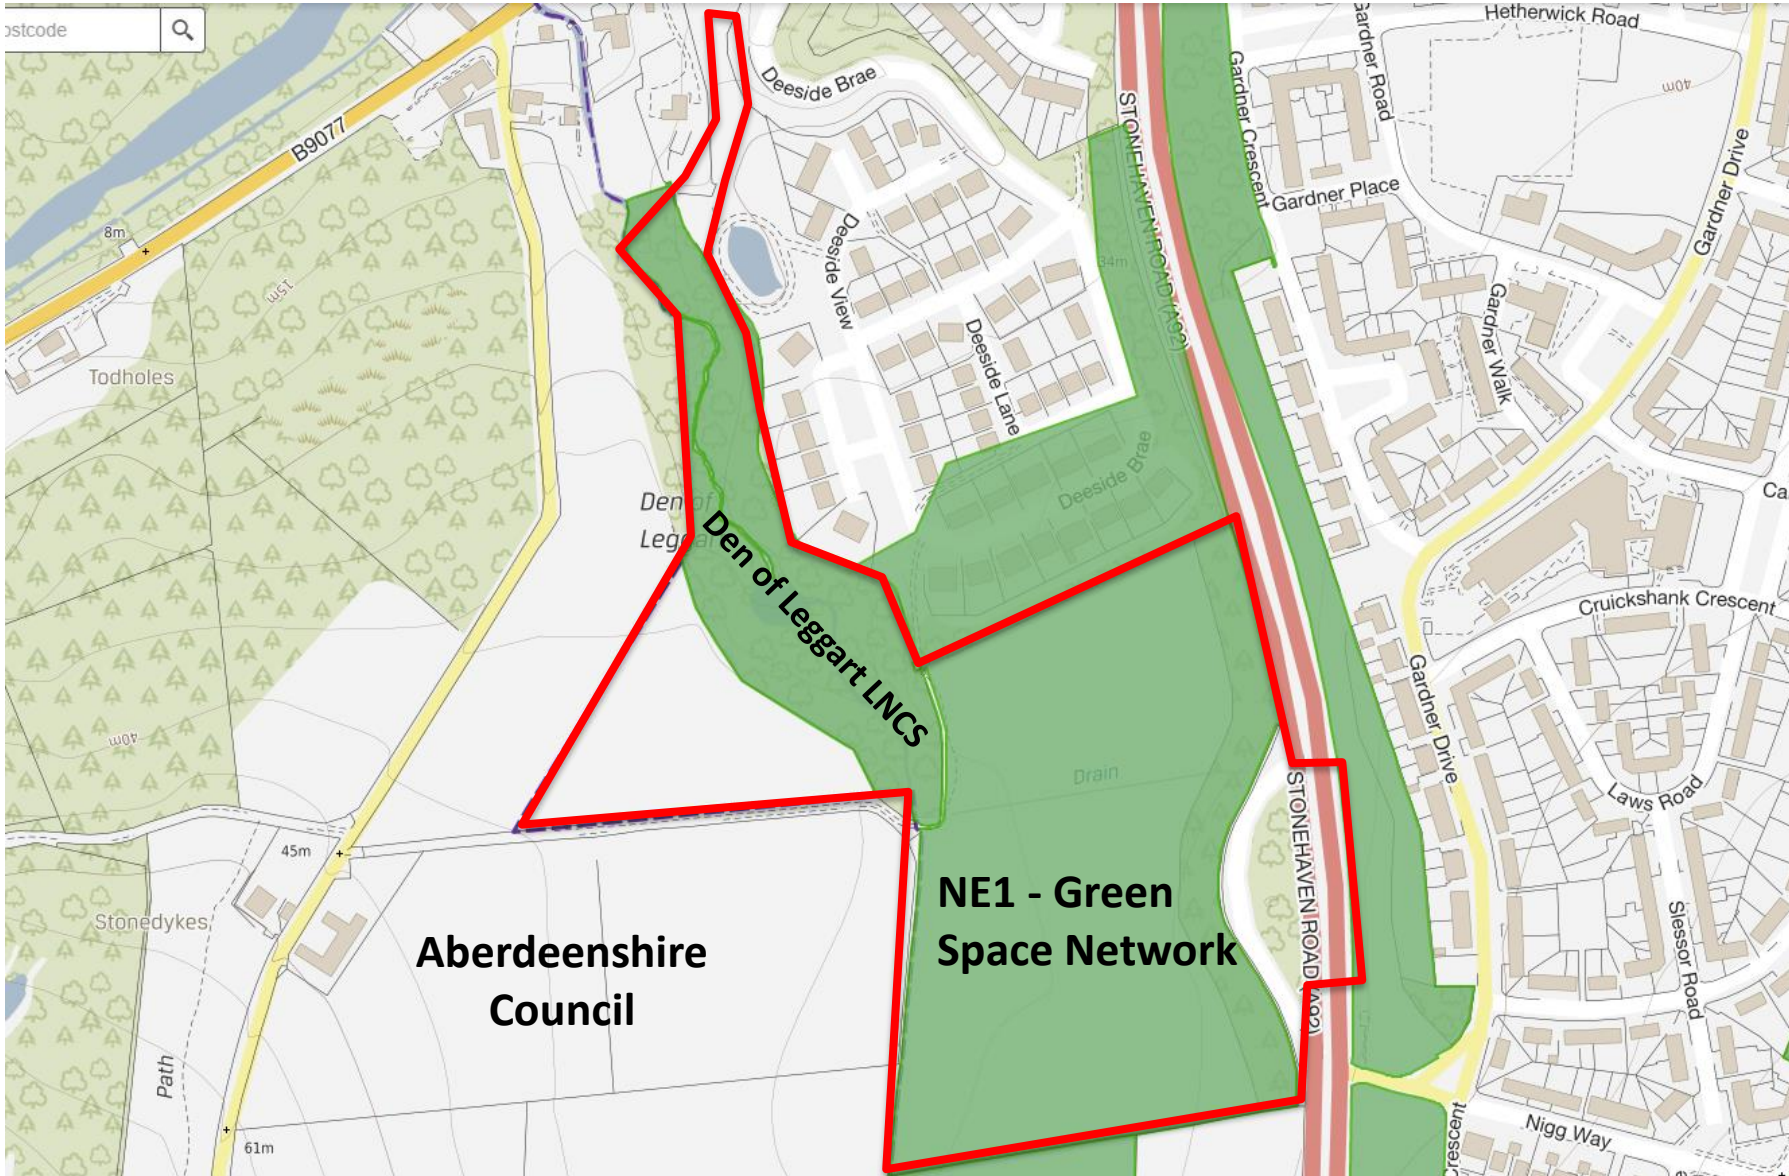 ostcode
Hetherwick Road
Gardner Road
40m
Deeside Brae
B9077
STONEHAVEN ROAD (A92)
Gardner Crescent
Gardner Place
Gardner Drive
8m
Deeside View
34m
15m
Gardner Walk
Deeside Lane
Todholes
Deeside Brae
Ca
Den of
Den of Leggart LNCS
Cruickshank Crescent
Gardner Drive
40m
Drain
Laws Road
STONEHAVEN ROAD (A92)
45m
NE1 - Green
Space Network
Stonedykes
Aberdeenshire
Council
Slessor Road
Path
61m
Nigg Way
Crescent